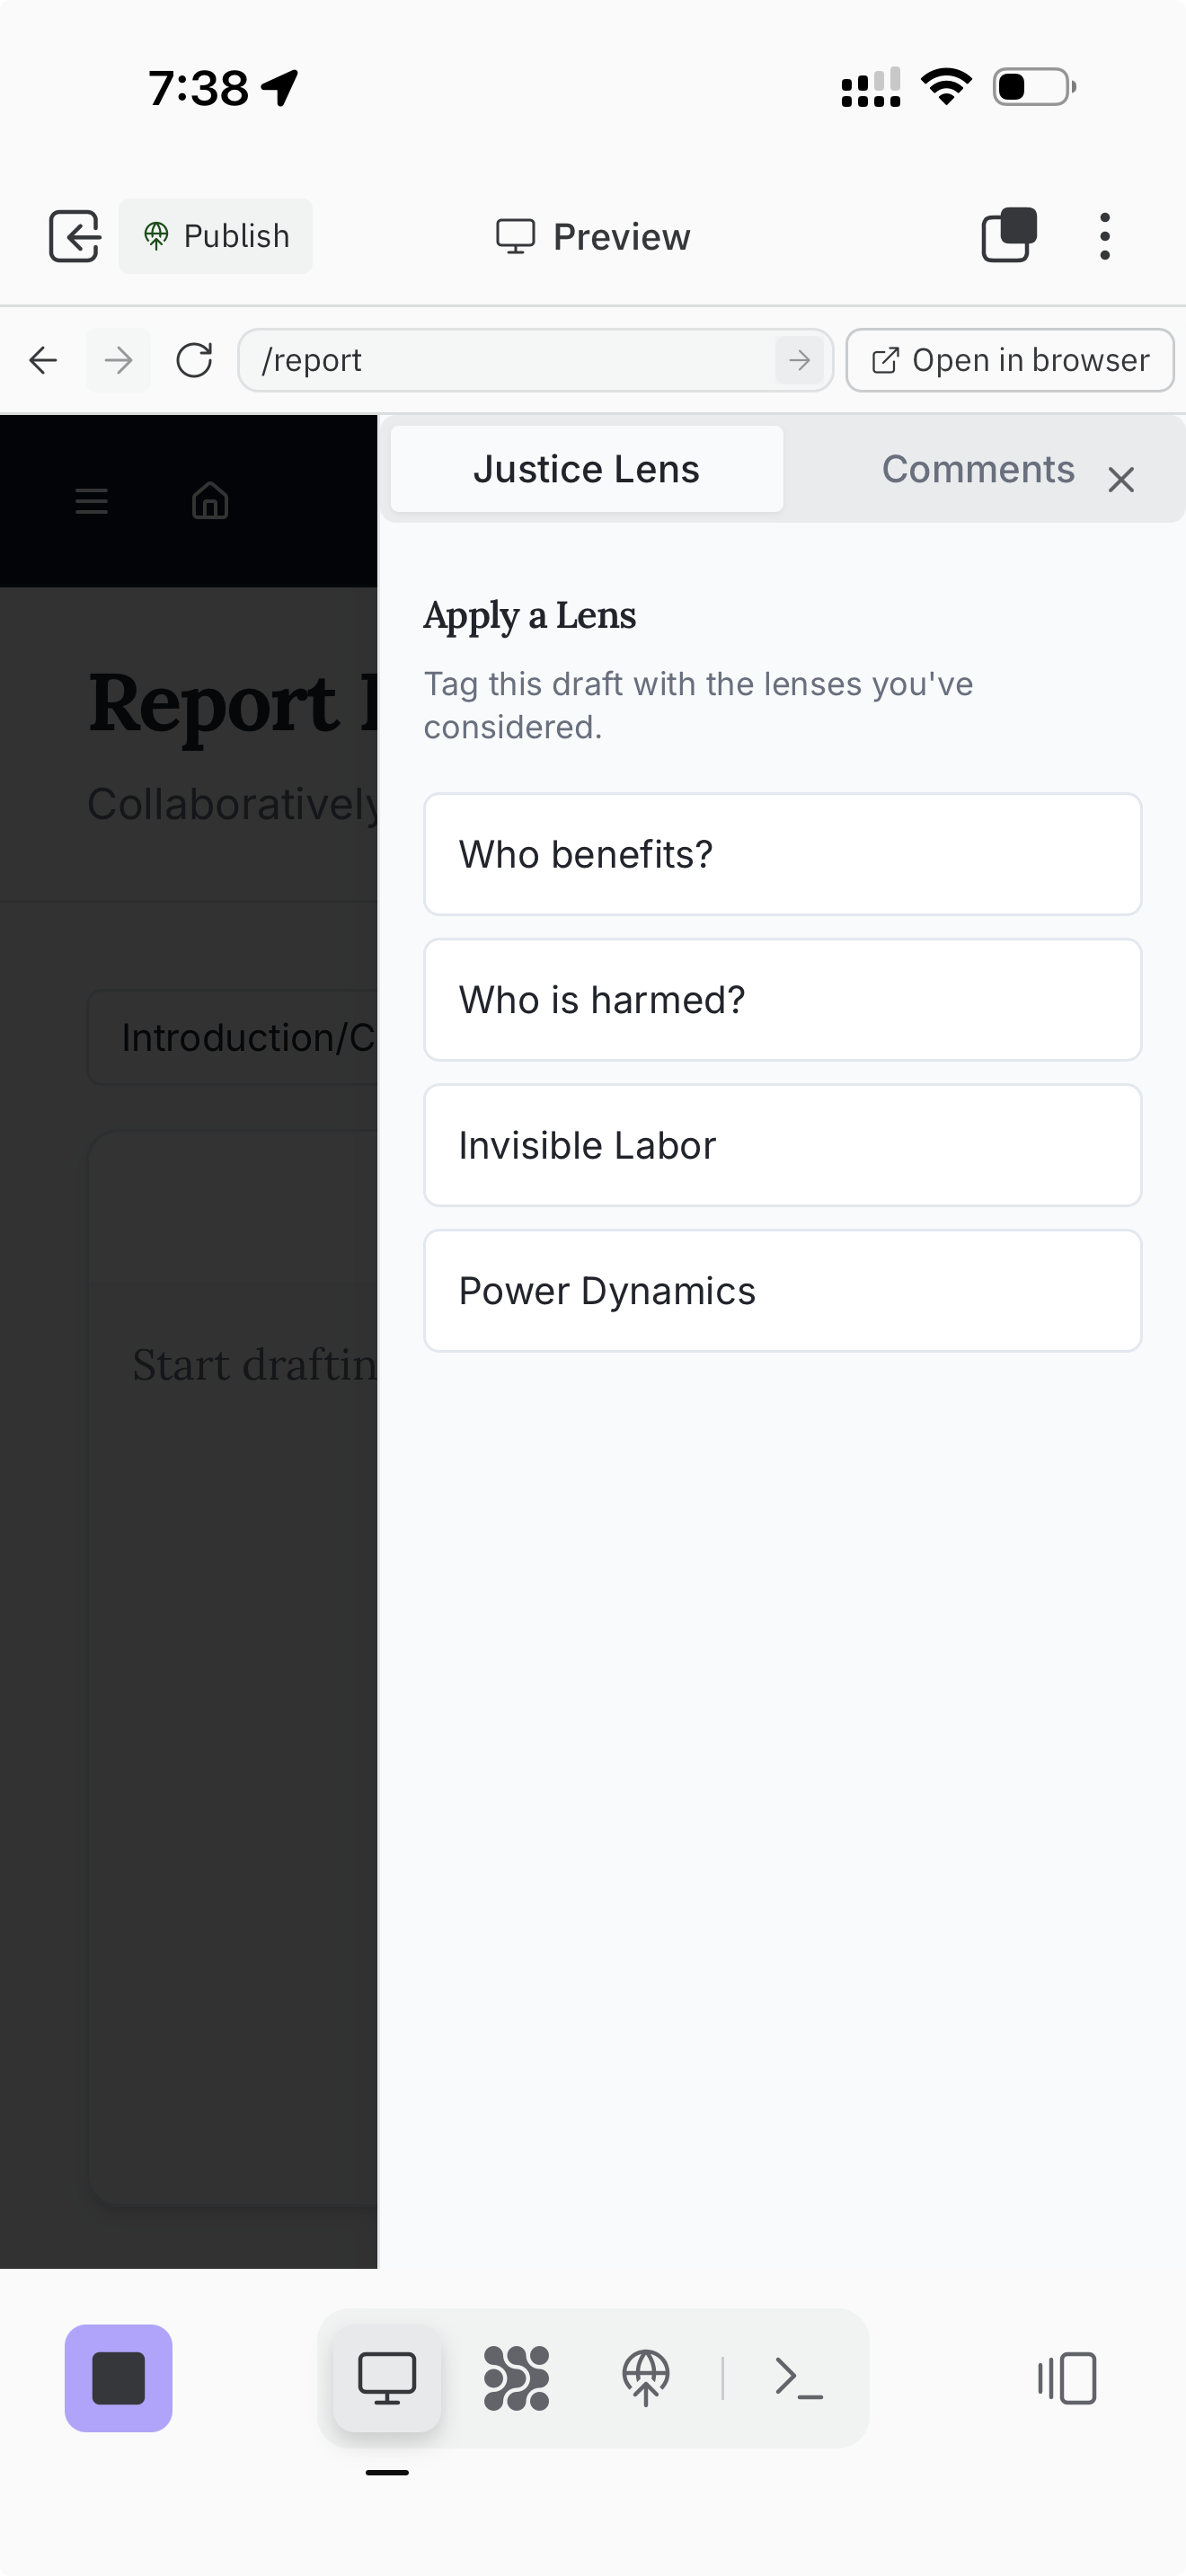 7:38
Publish
Preview
/report
Open in browser
Justice Lens
Comments
Report
Collaboratively
Introduction/C
Start draftin
Apply a Lens
Tag this draft with the lenses you've
considered.
Who benefits?
Who is harmed?
Invisible Labor
Power Dynamics